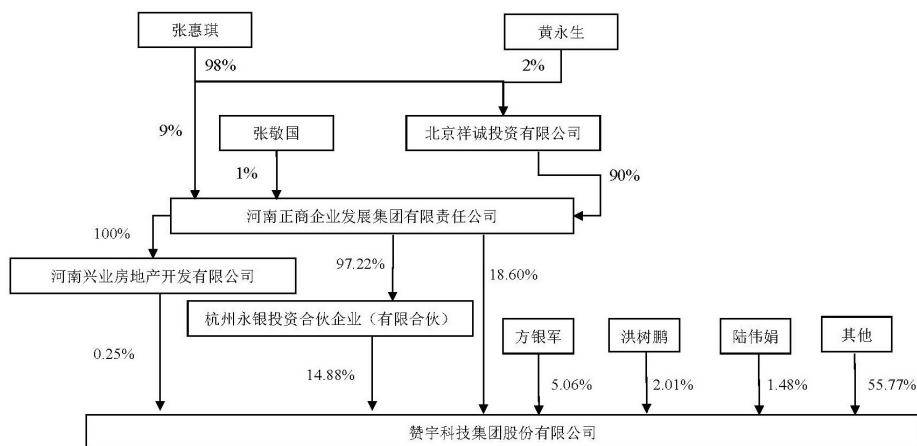 张惠琪
黄永生
98%
2%
9%
张敬国
北京祥诚投资有限公司
1%
90%
河南正商企业发展集团有限责任公司
100%
97.22%
18.60%
河南兴业房地产开发有限公司
杭州永银投资合伙企业（有限合伙）
方银军
洪树鹏
陆伟娟
其他
0.25%
14.88%
5.06%
2.01%
1.48%
55.77%
赞宇科技集团股份有限公司